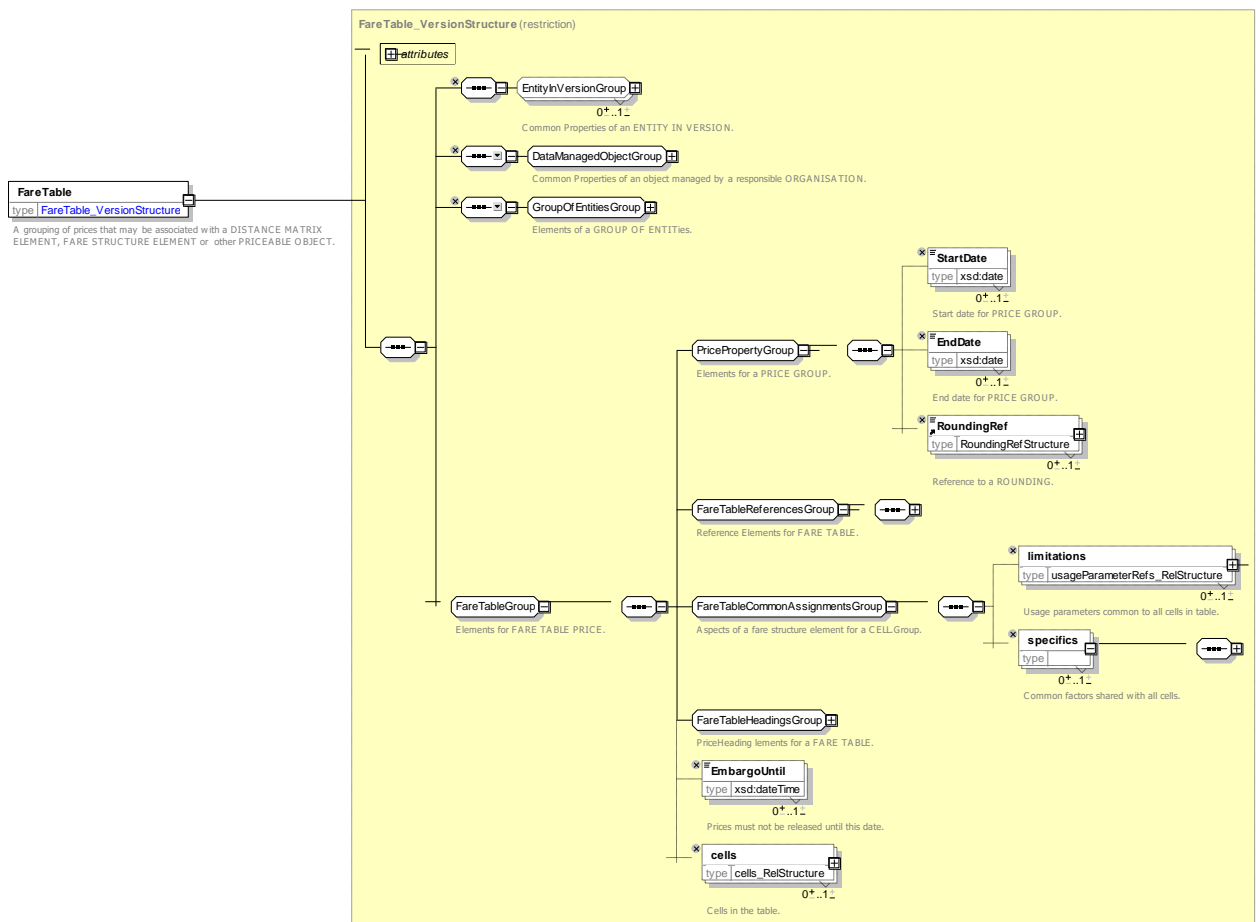 FareTable_VersionStructure (restriction)
attributes
EntityInVersionGroup
0..1
Common Properties of an ENTITY IN VERSION.
DataManagedObjectGroup
Common Properties of an object managed by a responsible ORGANISATION.
FareTable
type FareTable_VersionStructure
A grouping of prices that may be associated with a DISTANCE MATRIX
ELEMENT, FARE STRUCTURE ELEMENT or other PRICEABLE OBJECT.
GroupOfEntitiesGroup
Elements of a GROUP OF ENTITies.
StartDate
type xsd:date
0..1
Start date for PRICE GROUP.
PricePropertyGroup
Elements for a PRICE GROUP.
EndDate
type xsd:date
0..1
End date for PRICE GROUP.
RoundingRef
type RoundingRefStructure
0..1
Reference to a ROUNDING.
FareTableReferencesGroup
Reference Elements for FARE TABLE.
limitations
type usageParameterRefs_RelStructure
0..1
Usage parameters common to all cells in table.
FareTableGroup
Elements for FARE TABLE PRICE.
FareTableCommonAssignmentsGroup
Aspects of a fare structure element for a CELL.Group.
specifics
type
0..1
Common factors shared with all cells.
FareTableHeadingsGroup
PriceHeading lements for a FARE TABLE.
EmbargoUntil
type xsd:dateTime
0..1
Prices must not be released until this date.
cells
type cells_RelStructure
0..1
Cells in the table.